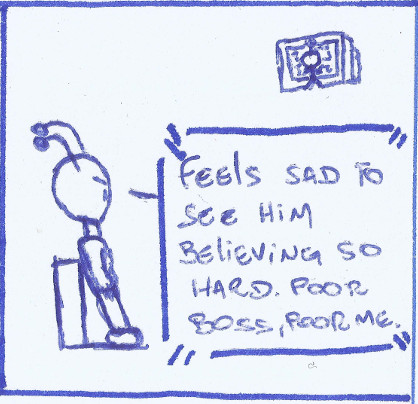 Feels SAD TO
SEE HIM
BELIEVING SO
HARD. POOR
BOSS, POOR ME.